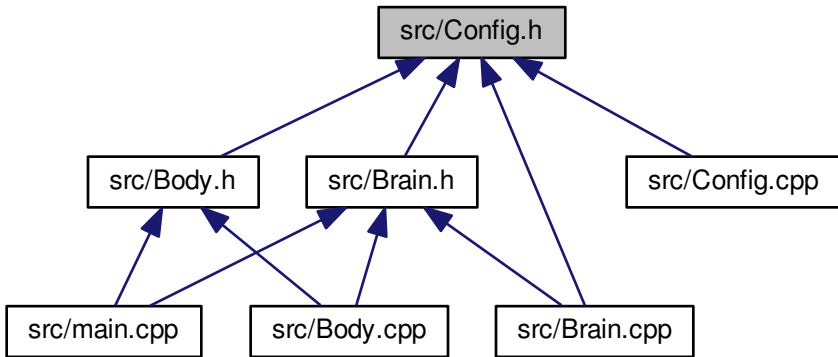 src/Config.h
src/Body.h
src/Brain.h
src/Config.cpp
src/main.cpp
src/Body.cpp
src/Brain.cpp